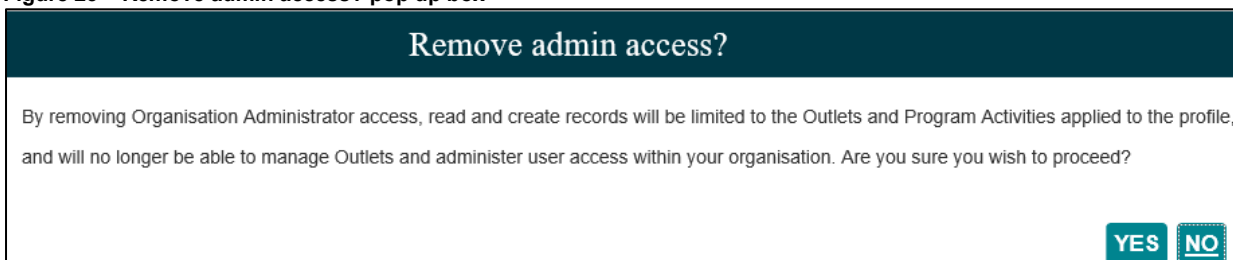 Remove admin access?
By removing Organisation Administrator access, read and create records will be limited to the Outlets and Program Activities applied to the profile,
and will no longer be able to manage Outlets and administer user access within your organisation. Are you sure you wish to proceed?
YES NO